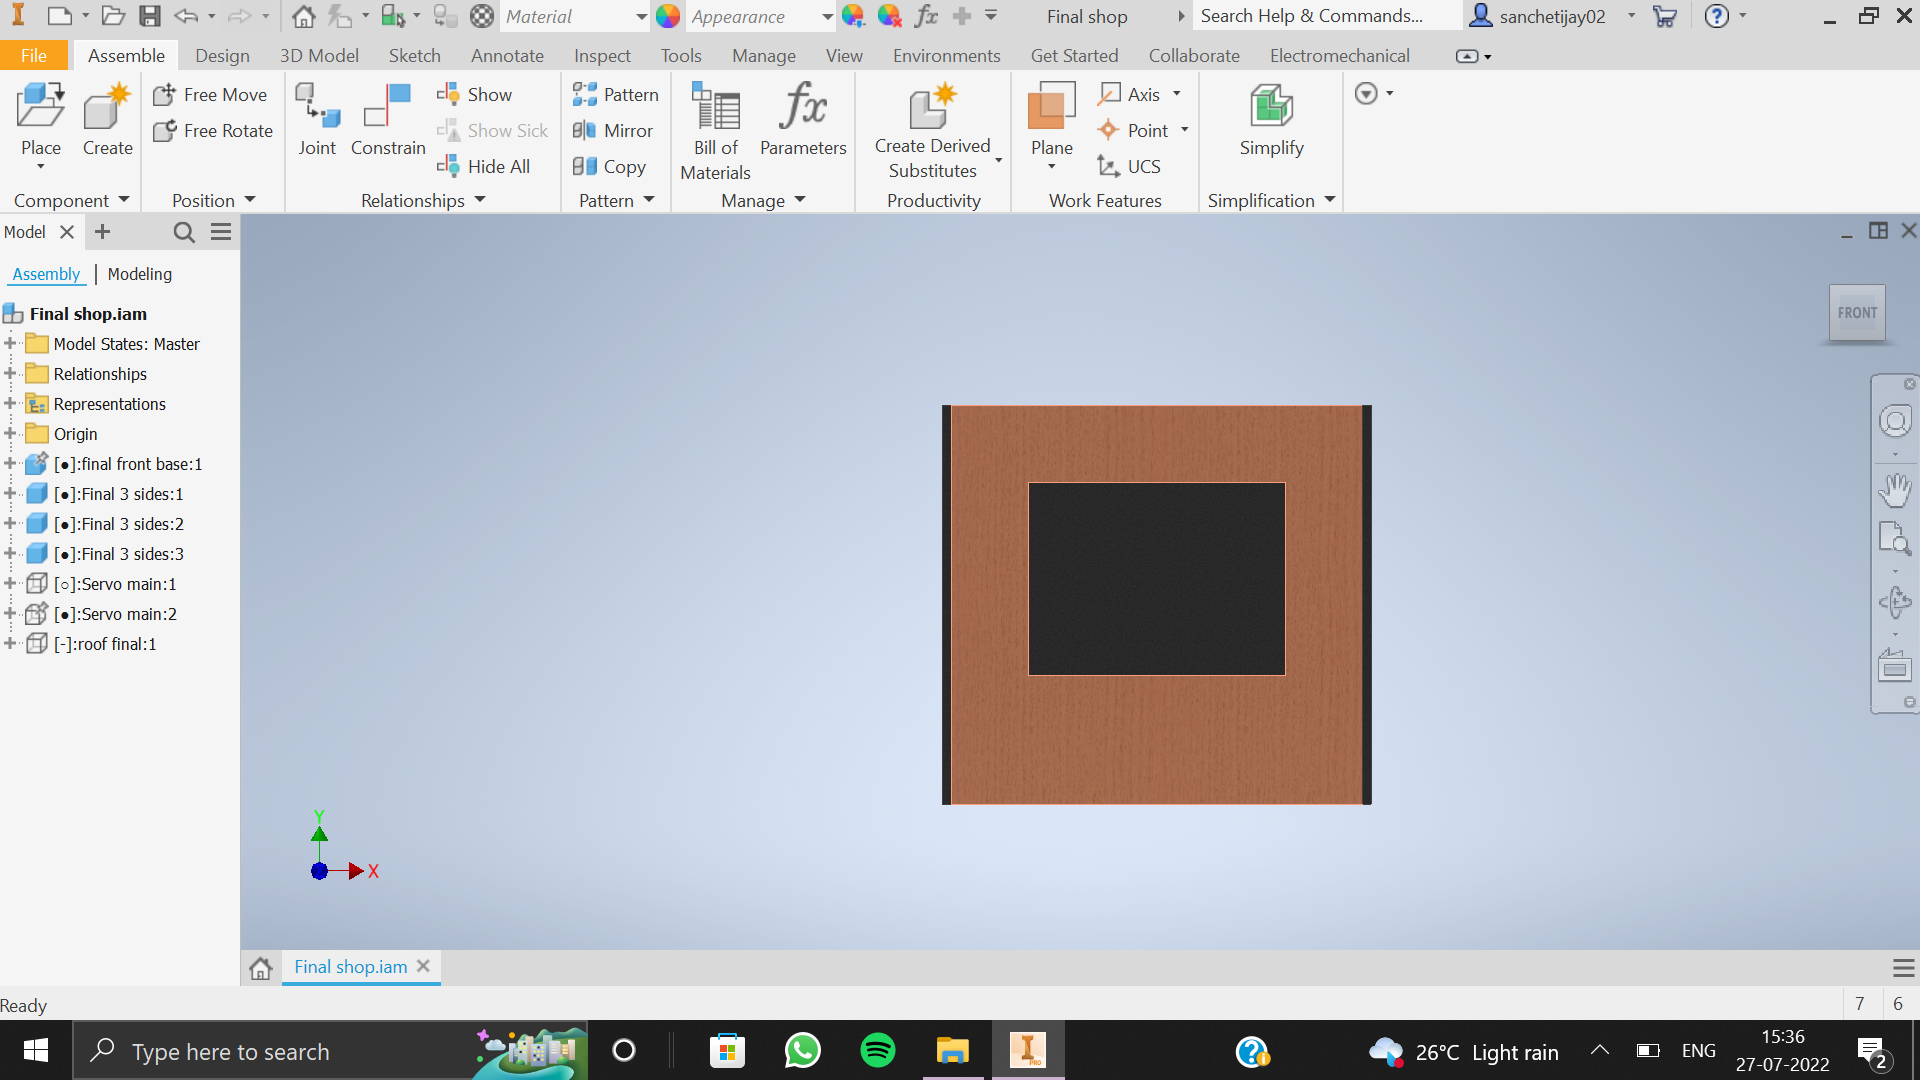 Material
Appearance
Final shop
Search Help & Commands...
sanchetijay02
File
Assemble
Design
3D Model
Sketch
Annotate
Inspect
Tools
Manage
View
Environments
Get Started
Collaborate
Electromechanical
Place
Create
Free Move
Free Rotate
Joint
Constrain
Show
Show Sick
Hide All
Pattern
Mirror
Copy
Bill of
Materials
Parameters
Create Derived
Substitutes
Plane
Axis
Point
UCS
Simplify
Component
Position
Relationships
Pattern
Manage
Productivity
Work Features
Simplification
Model
Assembly | Modeling
Final shop.iam
Model States: Master
Relationships
Representations
Origin
[●]:final front base:1
[●]:Final 3 sides:1
[●]:Final 3 sides:2
[●]:Final 3 sides:3
[○]:Servo main:1
[●]:Servo main:2
[-]:roof final:1
FRONT
Y
X
Final shop.iam
Ready
7 6
Type here to search
PRO
26°C Light rain
ENG
15:36
27-07-2022
2